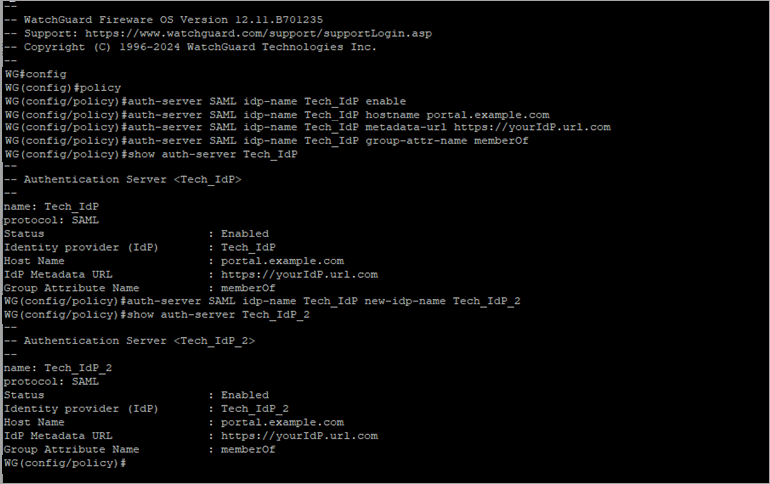 --
-- WatchGuard Fireware OS Version 12.11.B701235
-- Support: https://www.watchguard.com/support/supportLogin.asp
-- Copyright (C) 1996-2024 WatchGuard Technologies Inc.
--
WG#config
WG(config)#policy
WG(config/policy)#auth-server SAML idp-name Tech_IdP enable
WG(config/policy)#auth-server SAML idp-name Tech_IdP hostname portal.example.com
WG(config/policy)#auth-server SAML idp-name Tech_IdP metadata-url https://yourIdP.url.com
WG(config/policy)#auth-server SAML idp-name Tech_IdP group-attr-name memberOf
WG(config/policy)#show auth-server Tech_IdP
--
-- Authentication Server <Tech_IdP>
--
name: Tech_IdP
protocol: SAML
Status : Enabled
Identity provider (IdP) : Tech_IdP
Host Name : portal.example.com
IdP Metadata URL : https://yourIdP.url.com
Group Attribute Name : memberOf
WG(config/policy)#auth-server SAML idp-name Tech_IdP new-idp-name Tech_IdP_2
WG(config/policy)#show auth-server Tech_IdP_2
--
-- Authentication Server <Tech_IdP_2>
--
name: Tech_IdP_2
protocol: SAML
Status : Enabled
Identity provider (IdP) : Tech_IdP_2
Host Name : portal.example.com
IdP Metadata URL : https://yourIdP.url.com
Group Attribute Name : memberOf
WG(config/policy)#